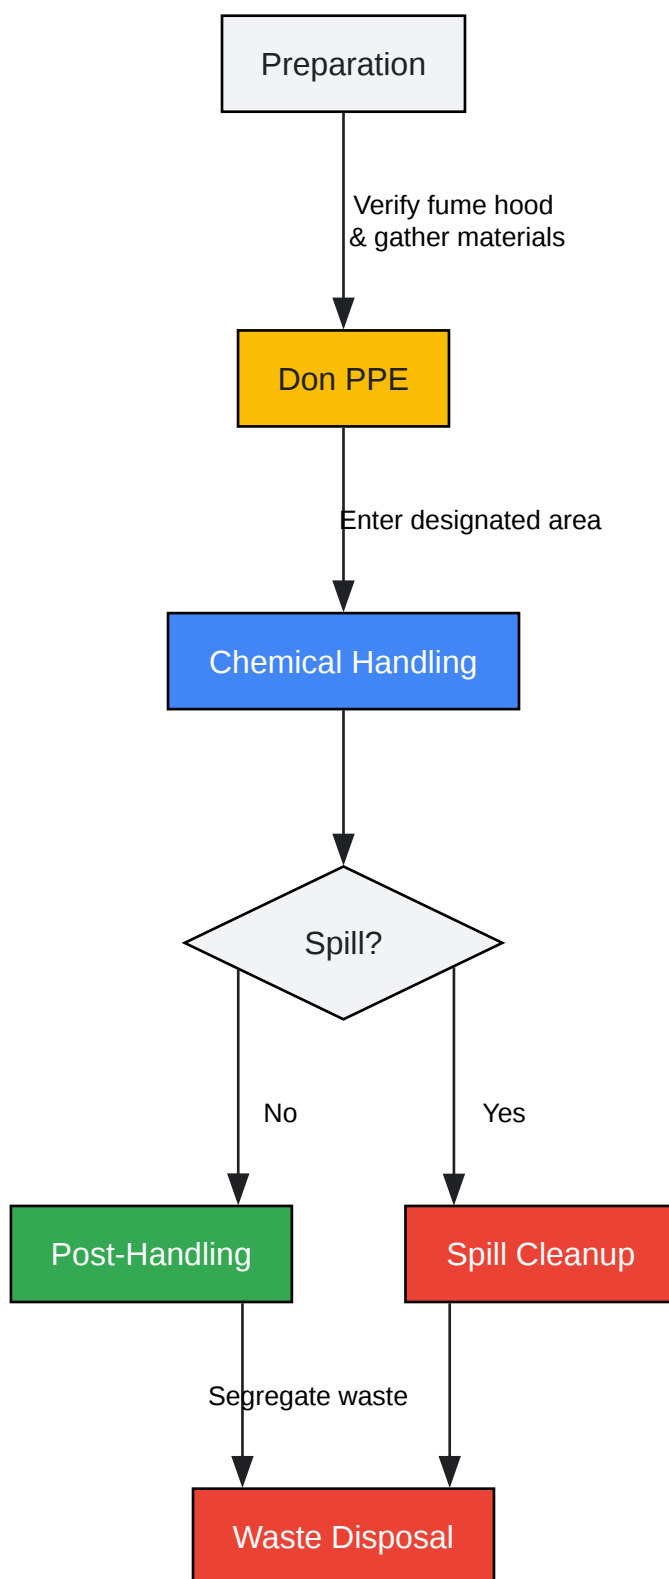 Preparation
Verify fume hood
& gather materials
Don PPE
Enter designated area
Chemical Handling
Spill?
No
Yes
Post-Handling
Spill Cleanup
Segregate waste
Waste Disposal